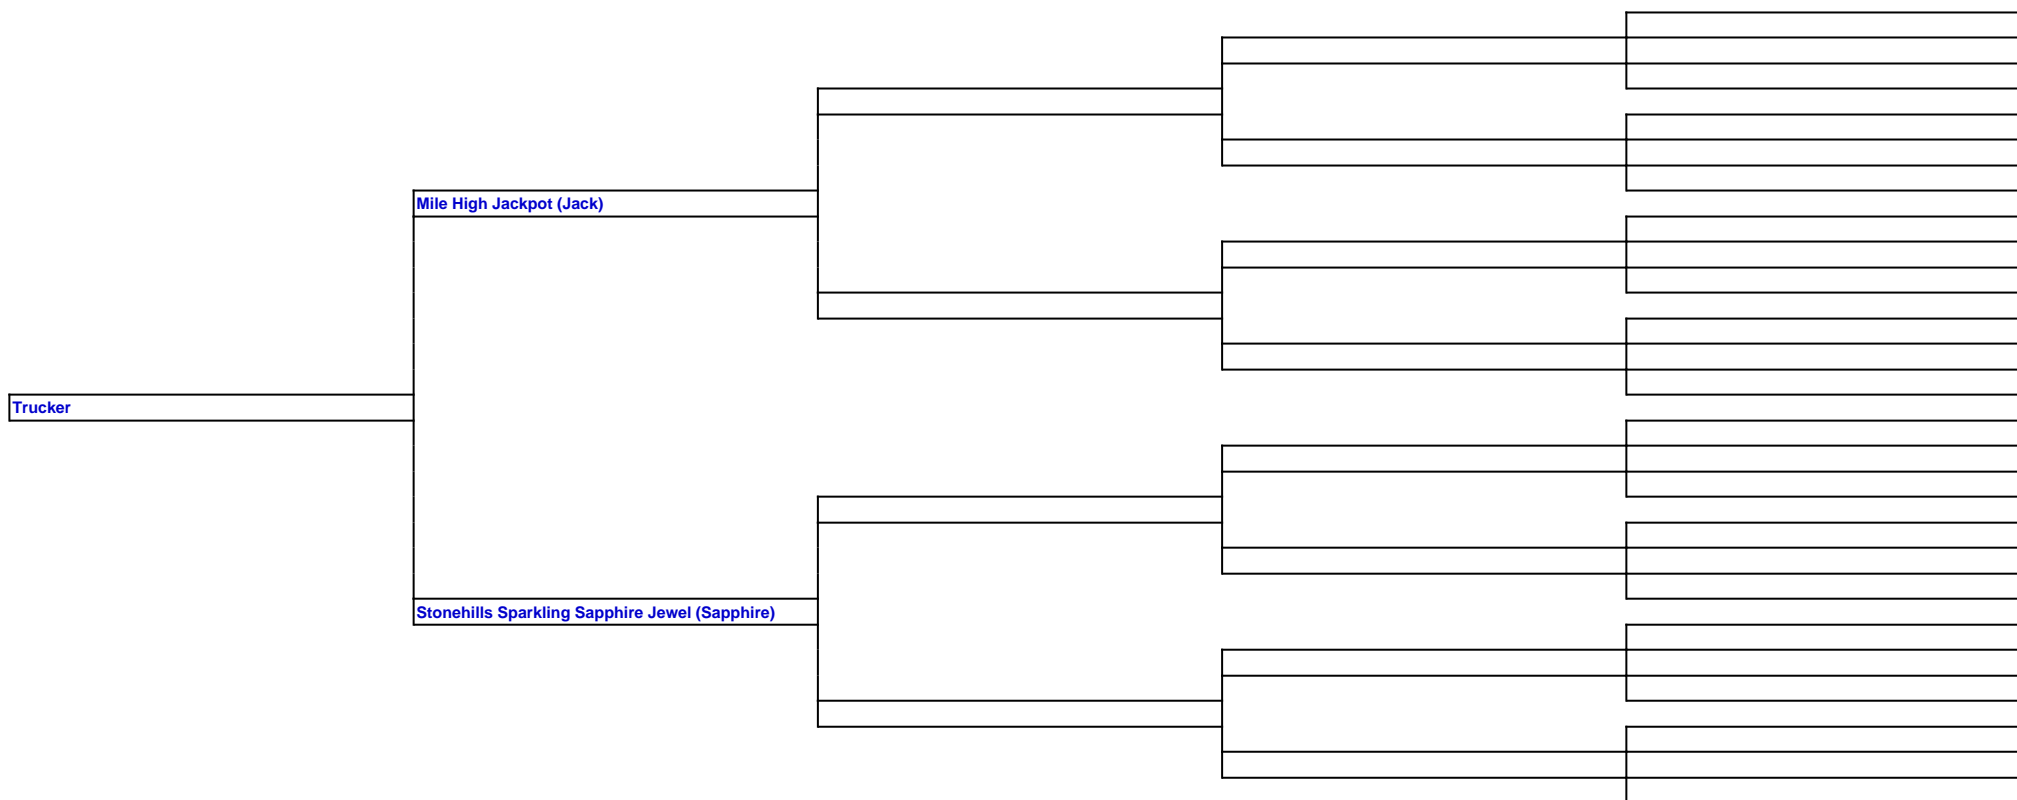 Mile High Jackpot (Jack)
Trucker
Stonehills Sparkling Sapphire Jewel (Sapphire)